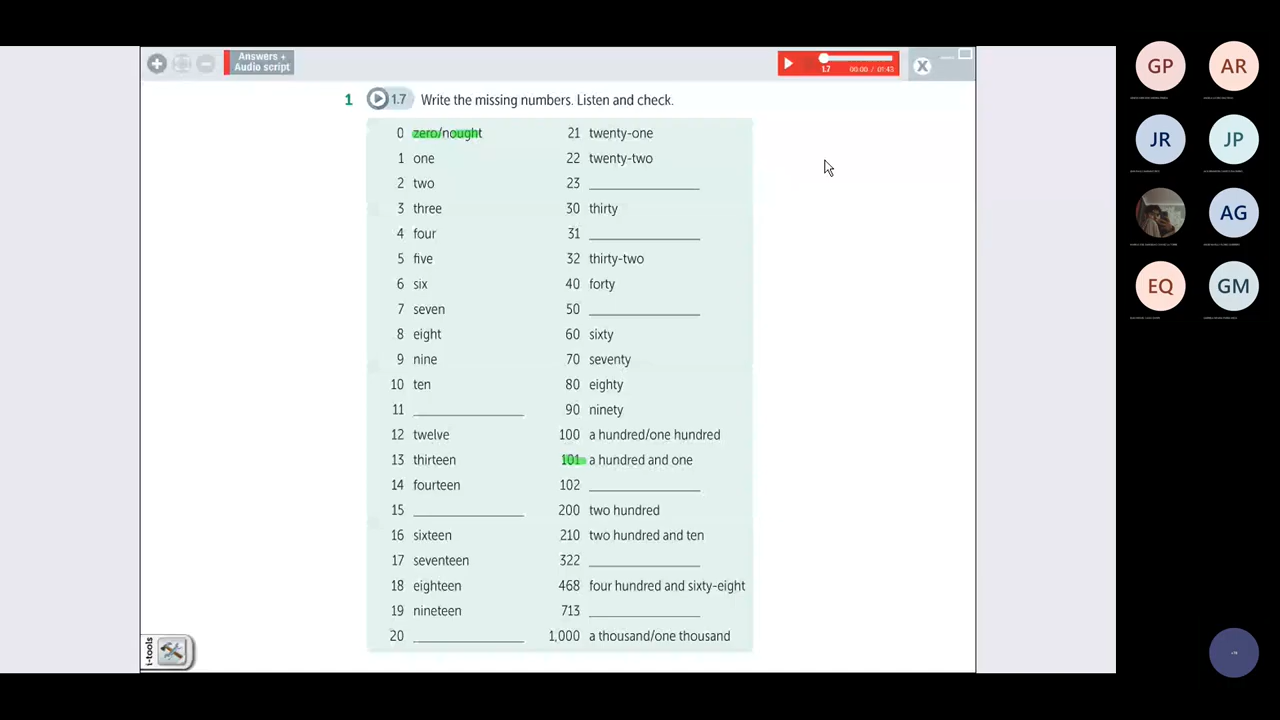 Answers +
Audio script
1.7
00:00 / 01:43
X
1 1.7 Write the missing numbers. Listen and check.
0 zero/nought
1 one
2 two
3 three
4 four
5 five
6 six
7 seven
8 eight
9 nine
10 ten
11
12 twelve
13 thirteen
14 fourteen
15
16 sixteen
17 seventeen
18 eighteen
19 nineteen
20
21 twenty-one
22 twenty-two
23
30 thirty
31
32 thirty-two
40 forty
50
60 sixty
70 seventy
80 eighty
90 ninety
100 a hundred/one hundred
101 a hundred and one
102
200 two hundred
210 two hundred and ten
322
468 four hundred and sixty-eight
713
1,000 a thousand/one thousand
i-tools
GP AR
JR JP
AG
EQ GM